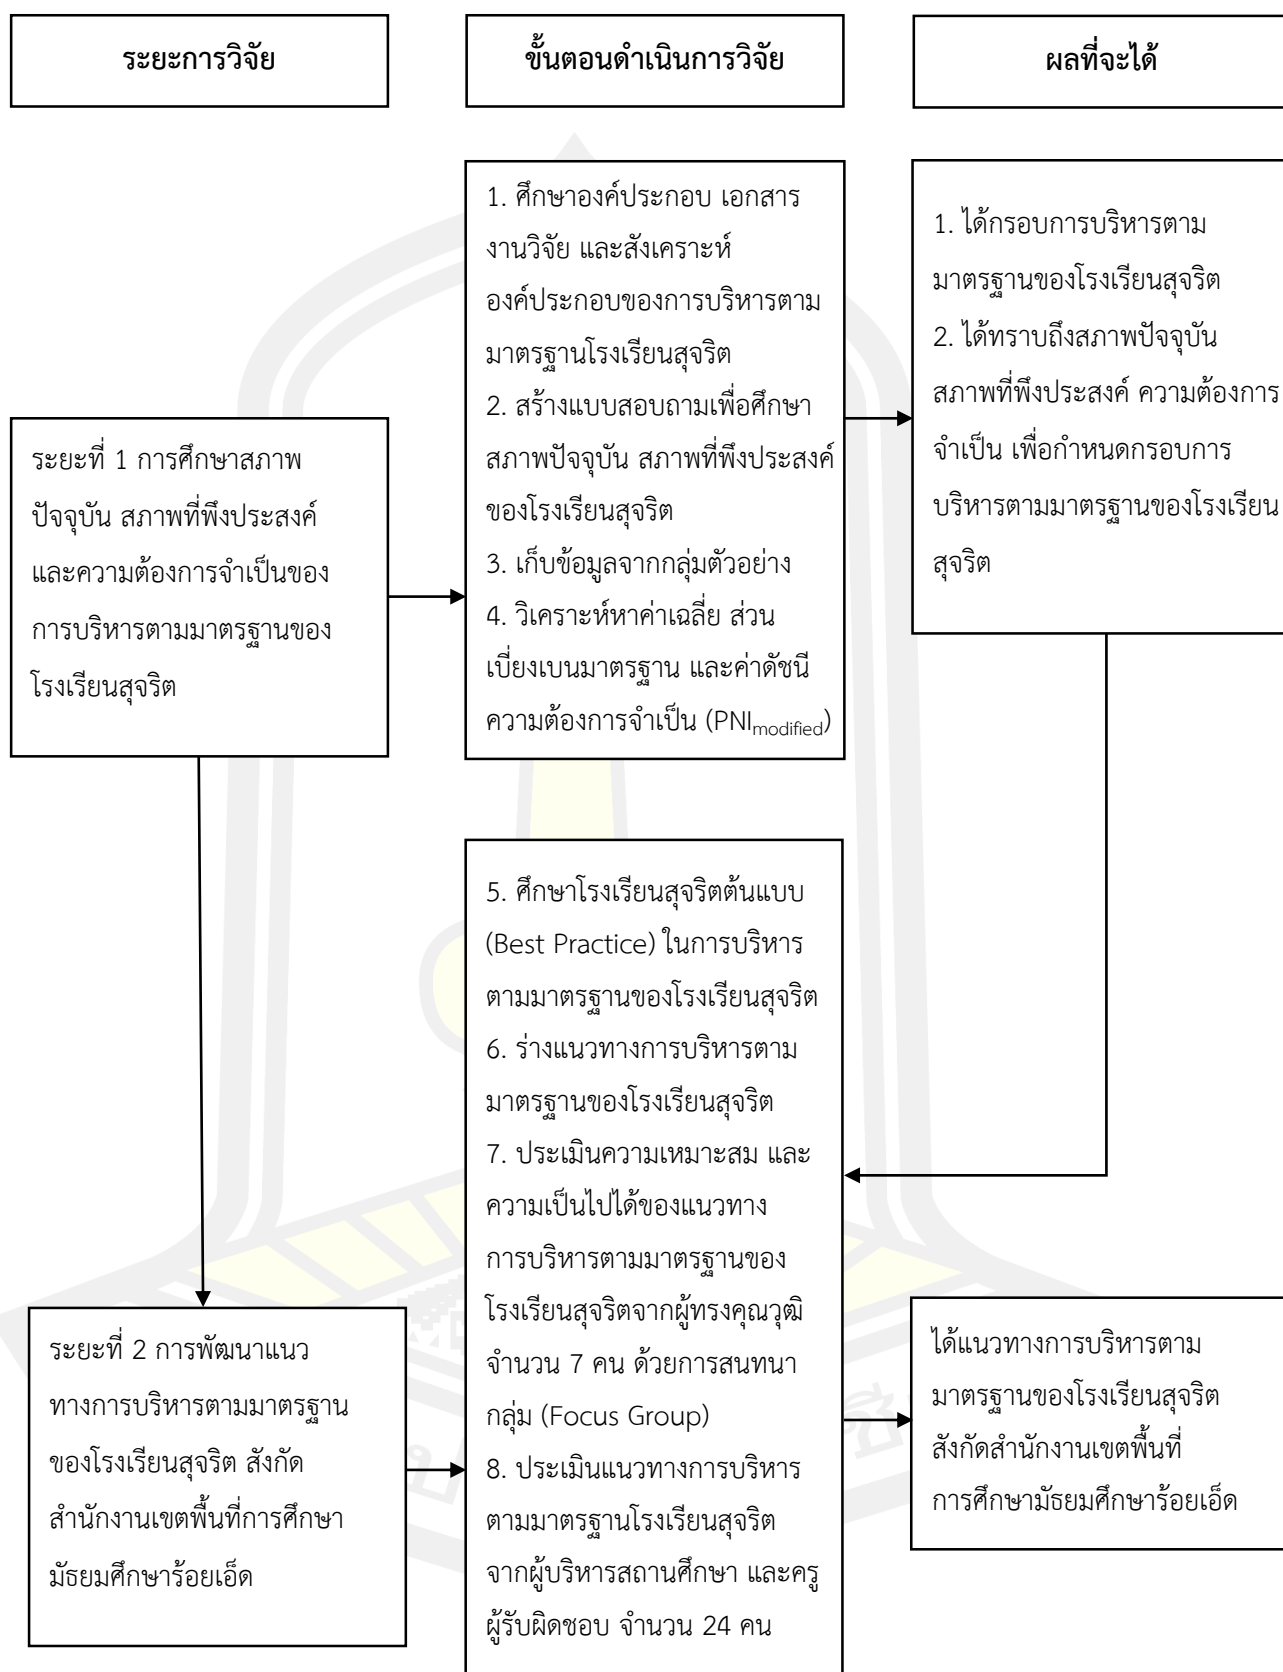 ระยะการวิจัย
ขั้นตอนดำเนินการวิจัย
ผลที่จะได้
ระยะที่ 1 การศึกษาสภาพ
ปัจจุบัน สภาพที่พึงประสงค์
และความต้องการจำเป็นของ
การบริหารตามมาตรฐานของ
โรงเรียนสุจริต
1. ศึกษาองค์ประกอบ เอกสาร
งานวิจัย และสังเคราะห์
องค์ประกอบของการบริหารตาม
มาตรฐานโรงเรียนสุจริต
2. สร้างแบบสอบถามเพื่อศึกษา
สภาพปัจจุบัน สภาพที่พึงประสงค์
ของโรงเรียนสุจริต
3. เก็บข้อมูลจากกลุ่มตัวอย่าง
4. วิเคราะห์หาค่าเฉลี่ย ส่วน
เบี่ยงเบนมาตรฐาน และค่าดัชนี
ความต้องการจำเป็น (PNImodified)
1. ได้กรอบการบริหารตาม
มาตรฐานของโรงเรียนสุจริต
2. ได้ทราบถึงสภาพปัจจุบัน
สภาพที่พึงประสงค์ ความต้องการ
จำเป็น เพื่อกำหนดกรอบการ
บริหารตามมาตรฐานของโรงเรียน
สุจริต
ระยะที่ 2 การพัฒนาแนว
ทางการบริหารตามมาตรฐาน
ของโรงเรียนสุจริต สังกัด
สำนักงานเขตพื้นที่การศึกษา
มัธยมศึกษาร้อยเอ็ด
5. ศึกษาโรงเรียนสุจริตต้นแบบ
(Best Practice) ในการบริหาร
ตามมาตรฐานของโรงเรียนสุจริต
6. ร่างแนวทางการบริหารตาม
มาตรฐานของโรงเรียนสุจริต
7. ประเมินความเหมาะสม และ
ความเป็นไปได้ของแนวทาง
การบริหารตามมาตรฐานของ
โรงเรียนสุจริตจากผู้ทรงคุณวุฒิ
จำนวน 7 คน ด้วยการสนทนา
กลุ่ม (Focus Group)
8. ประเมินแนวทางการบริหาร
ตามมาตรฐานโรงเรียนสุจริต
จากผู้บริหารสถานศึกษา และครู
ผู้รับผิดชอบ จำนวน 24 คน
ได้แนวทางการบริหารตาม
มาตรฐานของโรงเรียนสุจริต
สังกัดสำนักงานเขตพื้นที่
การศึกษามัธยมศึกษาร้อยเอ็ด